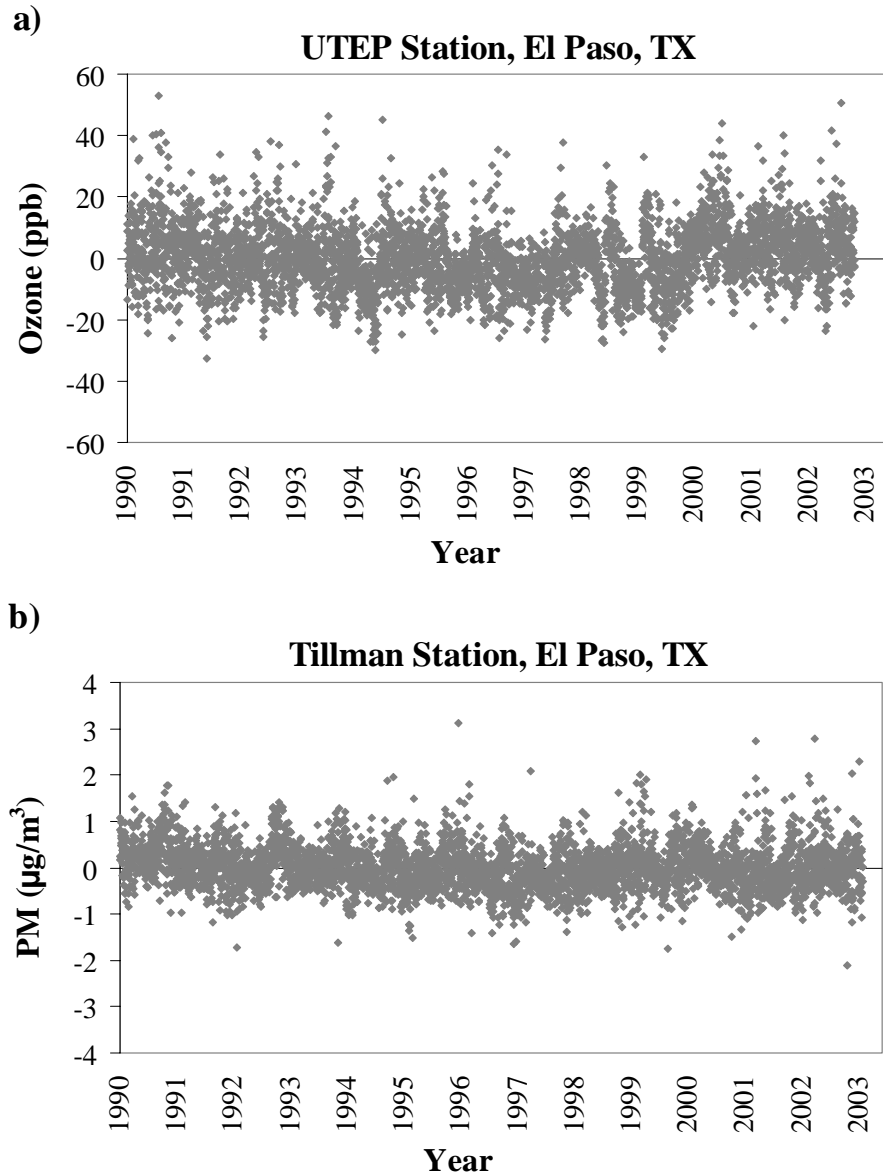 a)
UTEP Station, El Paso, TX
60
40
20
0
-20
-40
-60
Ozone (ppb)
1990 1991 1992 1993 1994 1995 1996 1997 1998 1999 2000 2001 2002 2003
Year
b)
Tillman Station, El Paso, TX
4
3
2
1
0
-1
-2
-3
-4
PM (µg/m³)
1990 1991 1992 1993 1994 1995 1996 1997 1998 1999 2000 2001 2002 2003
Year